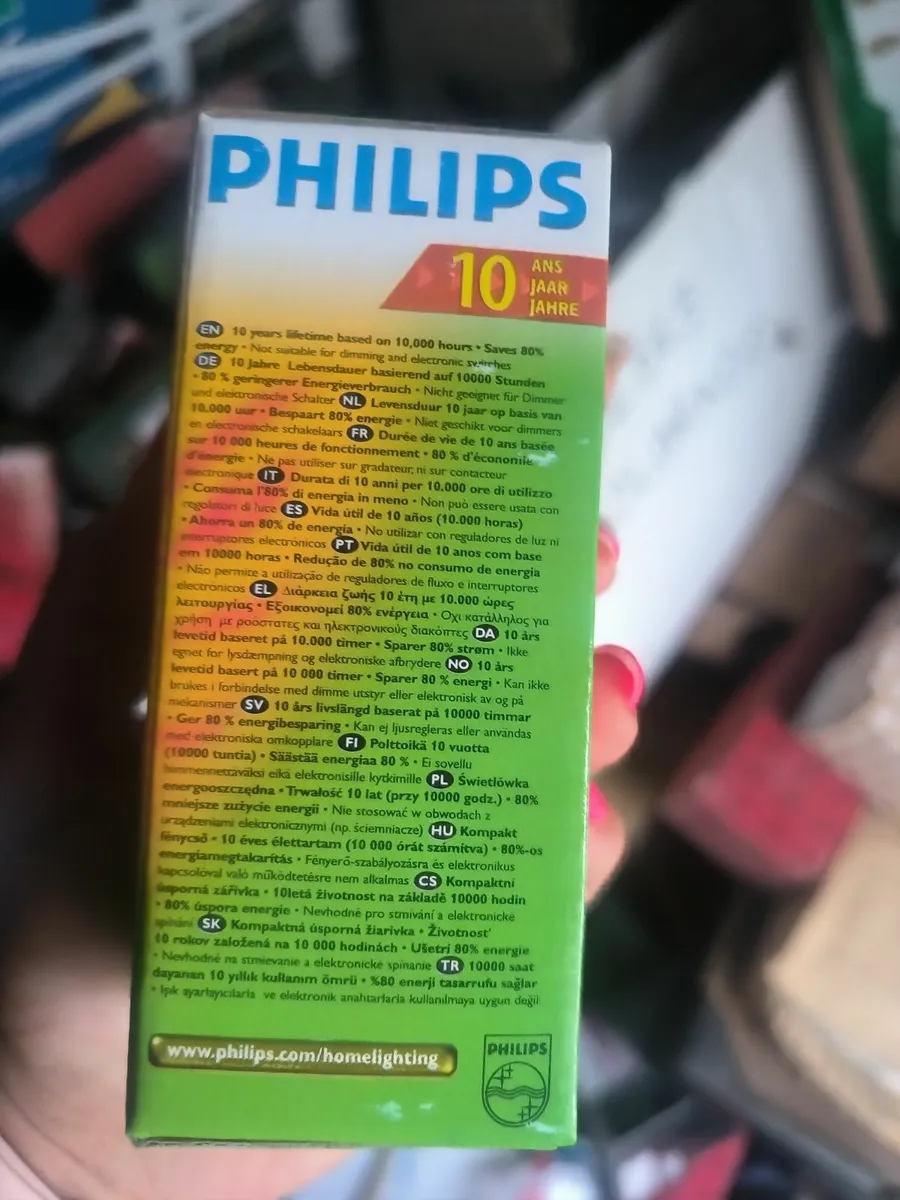 PHILIPS
10 ANS
JAAR
JAHRE
EN 10 years lifetime based on 10,000 hours • Saves 80%
energy • Not suitable for dimming and electronic switches
DE 10 Jahre Lebensdauer basierend auf 10000 Stunden
• 80 % geringerer Energieverbrauch • Nicht geeignet für Dimmer
und elektronische Schalter NL Levensduur 10 jaar op basis van
10.000 uur • Bespaart 80% energie • Niet geschikt voor dimmers
en electronische schakelaars FR Durée de vie de 10 ans basée
sur 10 000 heures de fonctionnement • 80 % d'économie
d'énergie • Ne pas utiliser sur gradateur, ni sur contacteur
électronique IT Durata di 10 anni per 10.000 ore di utilizzo
• Consuma l'80% di energia in meno • Non può essere usata con
regolatori di luce ES Vida útil de 10 años (10.000 horas)
• Ahorra un 80% de energía • No utilizar con reguladores de luz ni
interruptores electronicos PT Vida útil de 10 anos com base
em 10000 horas • Redução de 80% no consumo de energia
• Não permite a utilização de reguladores de fluxo e interruptores
electronicos EL Διάρκεια ζωής 10 έτη με 10.000 ώρες
λειτουργίας • Εξοικονομεί 80% ενέργεια • Οχι κατάλληλος για
χρήση με ροοστατες και ηλεκτρονικούς διακόπτες DA 10 års
levetid baseret på 10.000 timer • Sparer 80% strøm • Ikke
egnet for lysdæmpning og elektroniske afbrydere NO 10 års
levetid basert på 10 000 timer • Sparer 80 % energi • Kan ikke
brukes i forbindelse med dimme utstyr eller elektronisk av og på
mekanismer SV 10 års livslängd baserat på 10000 timmar
• Ger 80 % energibesparing • Kan ej ljusregleras eller användas
med elektroniska omkopplare FI Polttoikä 10 vuotta
(10000 tuntia) • Säästää energiaa 80 % • Ei sovellu
himmennettäväksi eikä elektronisille kytkimille PL Świetlówka
energooszczędna • Trwałość 10 lat (przy 10000 godz.) • 80%
mniejsze zużycie energii • Nie stosować w obwodach z
urządzeniami elektronicznymi (np. ściemniacze) HU Kompakt
fénycső • 10 éves élettartam (10 000 órát számítva) • 80%-os
energiamegtakarítás • Fényerő-szabályozásra és elektronikus
kapcsolóval való működtetésre nem alkalmas CS Kompaktní
úsporná zářivka • 10letá životnost na základě 10000 hodin
• 80% úspora energie • Nevhodné pro stmívání a elektronické
spínání SK Kompaktná úsporná žiarivka • Životnost'
10 rokov založená na 10 000 hodinách • Ušetrí 80% energie
• Nevhodné na stmievanie a elektronické spínanie TR 10000 saat
dayanan 10 yıllık kullanım ömrü • %80 enerji tasarrufu sağlar
• Işık ayarlayıcılarla ve elektronik anahtarlarla kullanılmaya uygun değil
www.philips.com/homelighting
PHILIPS